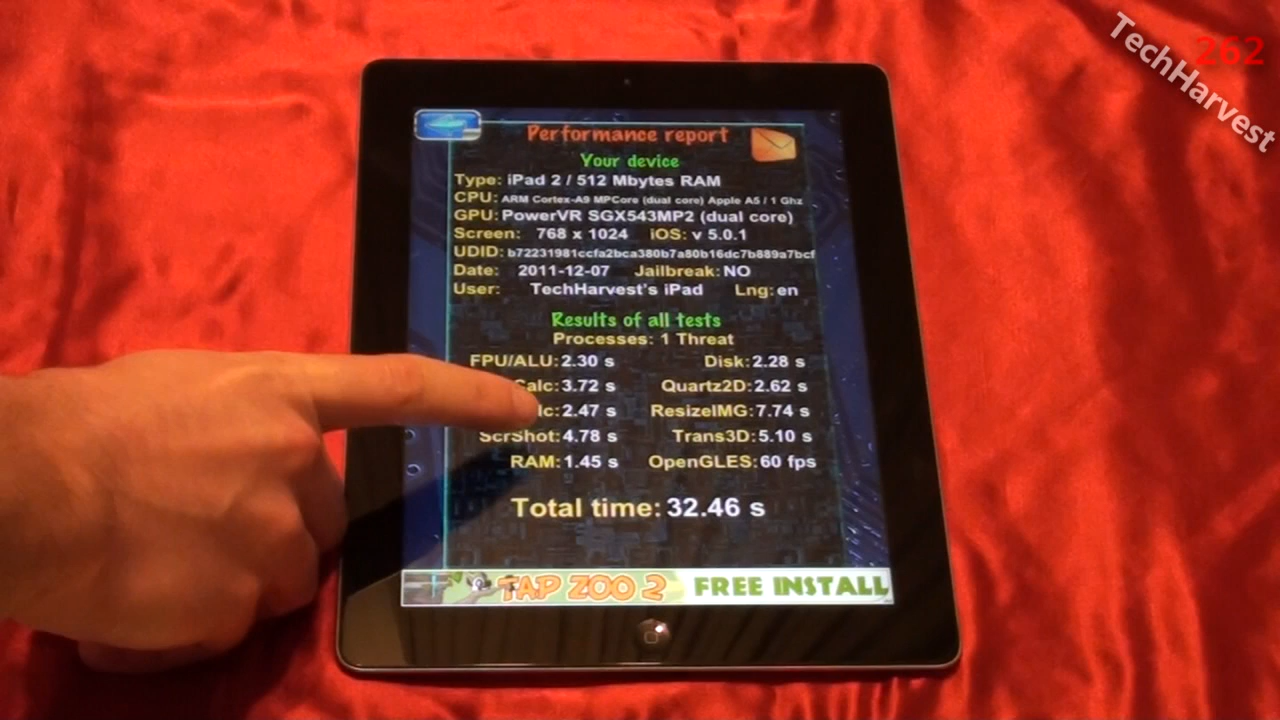 262
TechHarvest
Performance report
Your device
Type: iPad 2 / 512 Mbytes RAM
CPU: ARM Cortex-A9 MPCore (dual core) Apple A5 / 1 Ghz
GPU: PowerVR SGX543MP2 (dual core)
Screen: 768 x 1024 iOS: v 5.0.1
UDID: b72231981ccfa2bca380b7a80b16dc7b889a7bcf
Date: 2011-12-07 Jailbreak: NO
User: TechHarvest's iPad Lng: en
Results of all tests
Processes: 1 Threat
FPU/ALU: 2.30 s Disk: 2.28 s
Calc: 3.72 s Quartz2D: 2.62 s
lc: 2.47 s ResizeIMG: 7.74 s
ScrShot: 4.78 s Trans3D: 5.10 s
RAM: 1.45 s OpenGLES: 60 fps
Total time: 32.46 s
TAP ZOO 2 FREE INSTALL